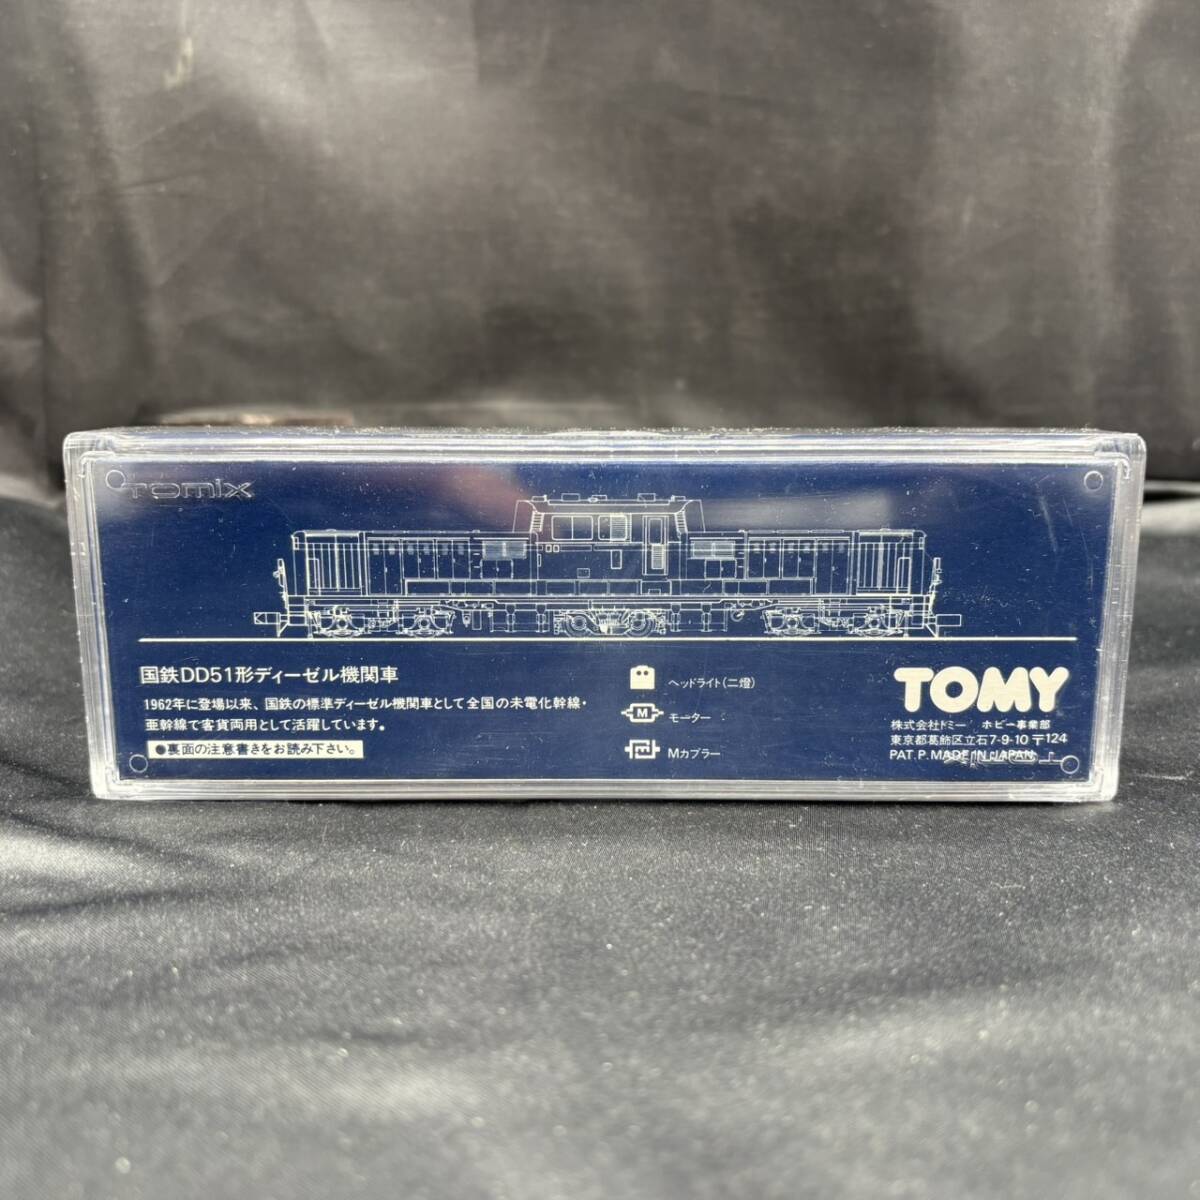 TOMIX
国鉄DD51形ディーゼル機関車
1962年に登場以来、国鉄の標準ディーゼル機関車として全国の未電化幹線・
亜幹線で客貨両用として活躍しています。
●裏面の注意書きをお読み下さい。
ヘッドライト(二燈)
M モーター
Mカプラー
TOMY
株式会社トミー ホビー事業部
東京都葛飾区立石7-9-10 〒124
PAT.P. MADE IN JAPAN